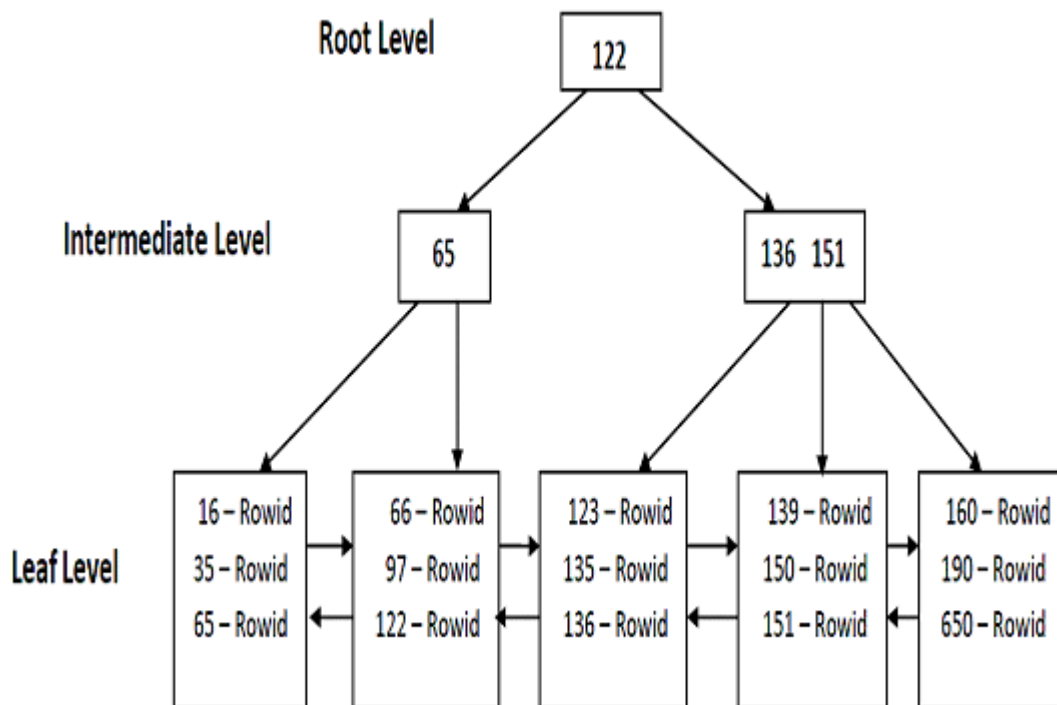 Root Level
122
Intermediate Level
65
136 151
Leaf Level
16 – Rowid
35 – Rowid
65 – Rowid
66 – Rowid
97 – Rowid
122 – Rowid
123 – Rowid
135 – Rowid
136 – Rowid
139 – Rowid
150 – Rowid
151 – Rowid
160 – Rowid
190 – Rowid
650 – Rowid